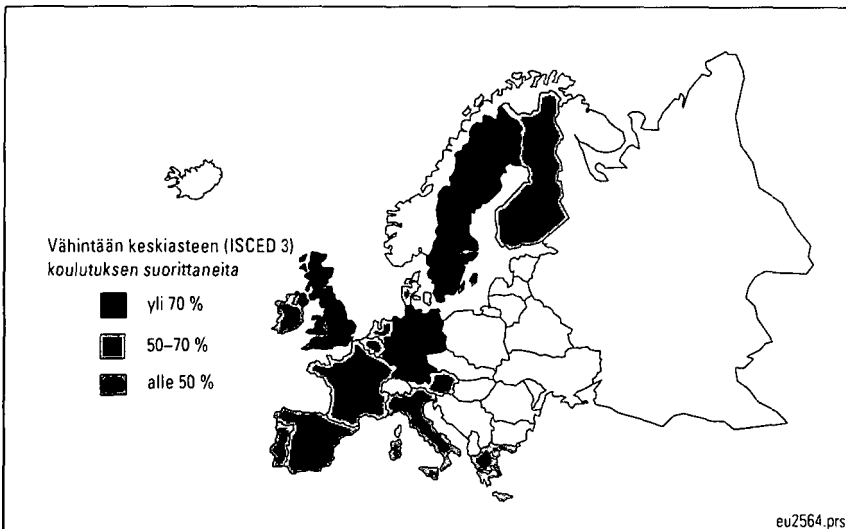 Vähintään keskiasteen (ISCED 3)
koulutuksen suorittaneita
yli 70 %
50–70 %
alle 50 %
eu2564.prs